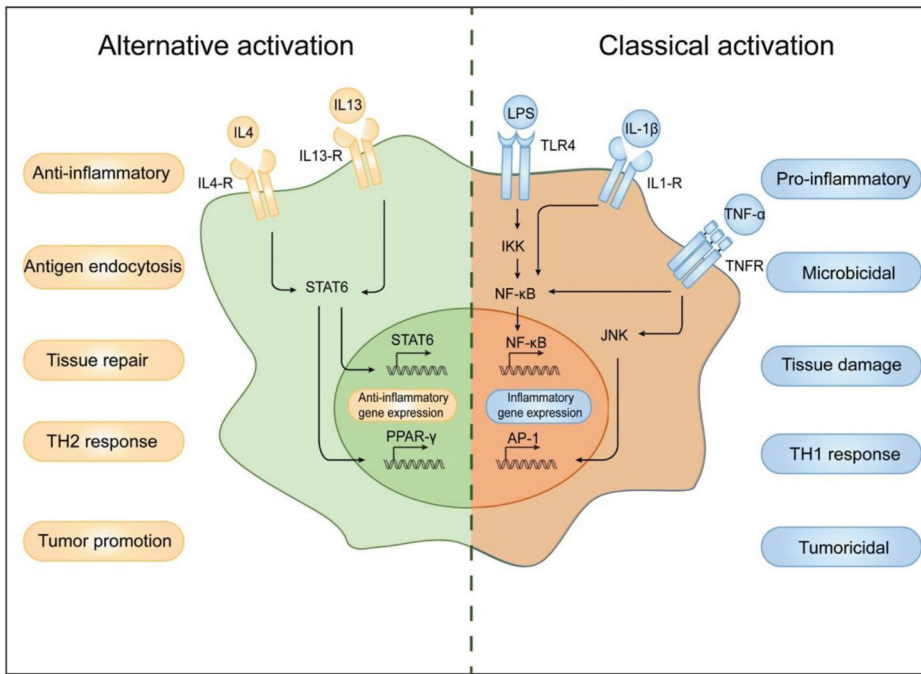 Alternative activation
Classical activation
IL4
IL13
IL4-R
IL13-R
LPS
TLR4
IL-1β
IL1-R
TNF-α
TNFR
Anti-inflammatory
Antigen endocytosis
Tissue repair
TH2 response
Tumor promotion
STAT6
STAT6
Anti-inflammatory
gene expression
PPAR-γ
IKK
NF-κB
JNK
NF-κB
Inflammatory
gene expression
AP-1
Pro-inflammatory
Microbicidal
Tissue damage
TH1 response
Tumoricidal